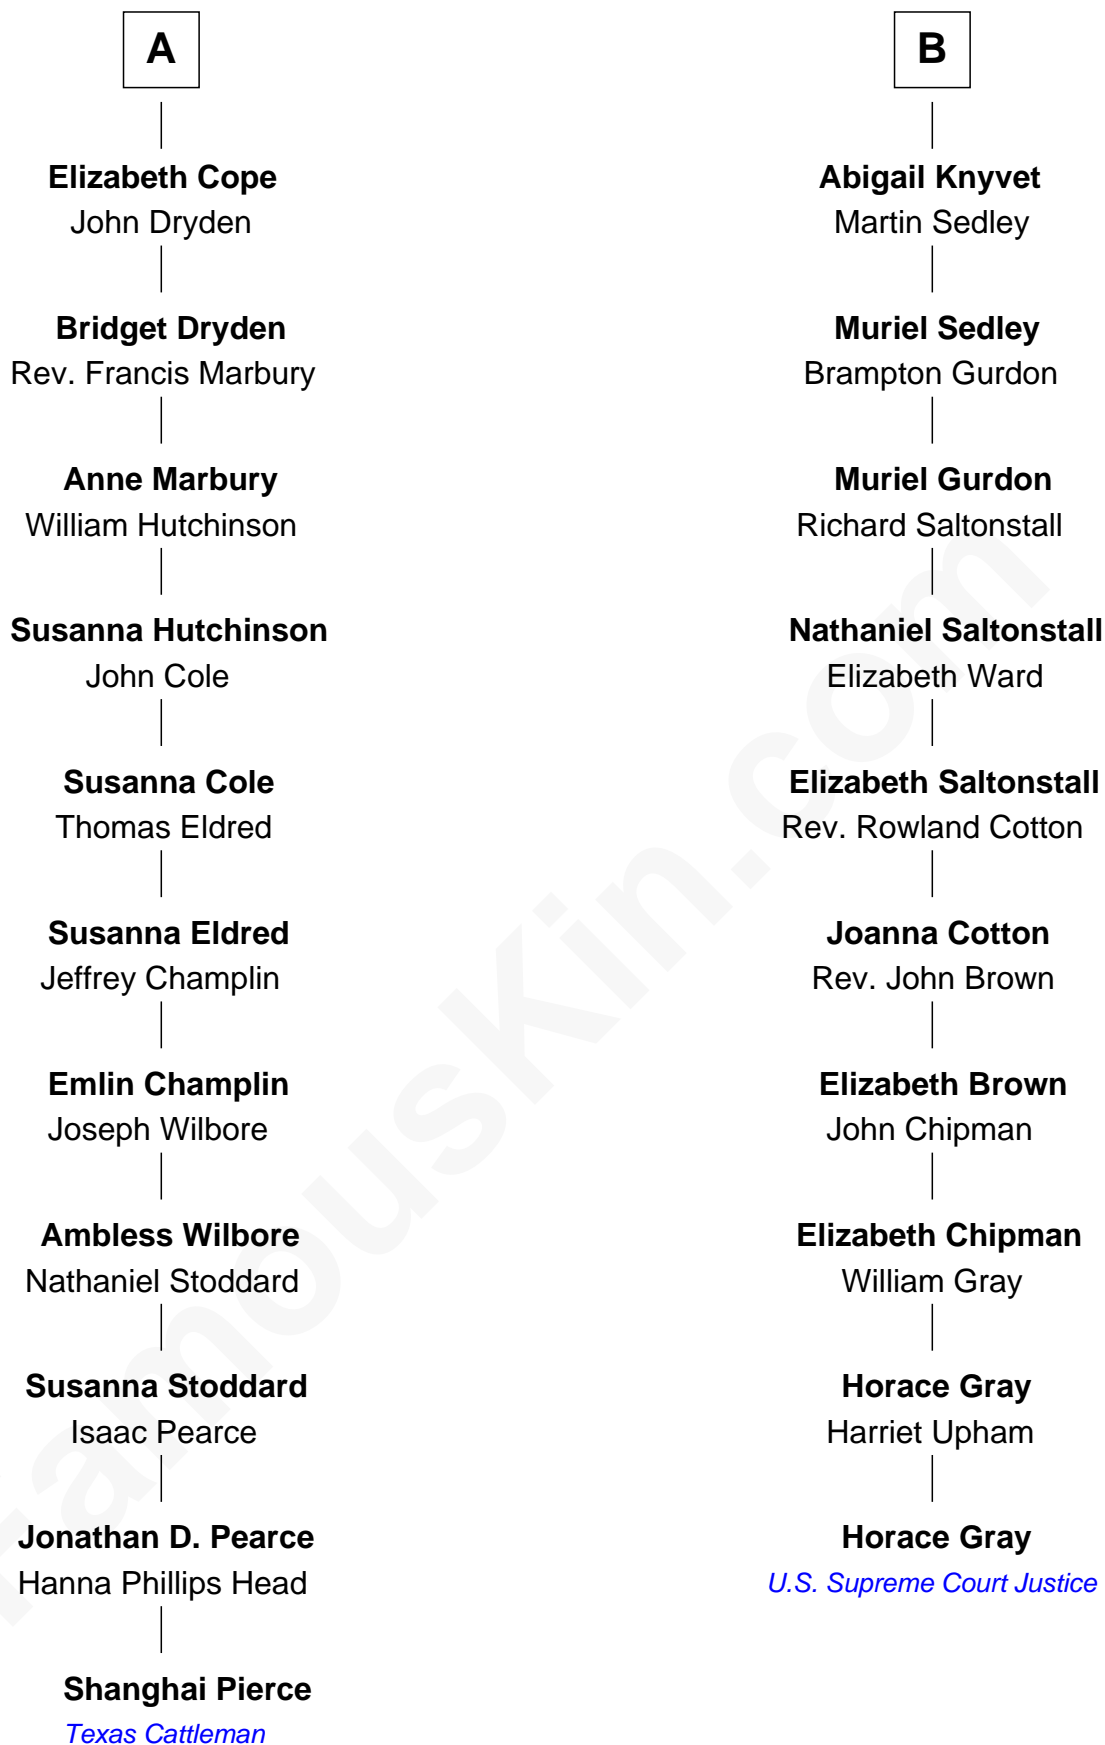 A
Elizabeth Cope
John Dryden
Bridget Dryden
Rev. Francis Marbury
Anne Marbury
William Hutchinson
Susanna Hutchinson
John Cole
Susanna Cole
Thomas Eldred
Susanna Eldred
Jeffrey Champlin
Emlin Champlin
Joseph Wilbore
Ambless Wilbore
Nathaniel Stoddard
Susanna Stoddard
Isaac Pearce
Jonathan D. Pearce
Hanna Phillips Head
Shanghai Pierce
Texas Cattleman
B
Abigail Knyvet
Martin Sedley
Muriel Sedley
Brampton Gurdon
Muriel Gurdon
Richard Saltonstall
Nathaniel Saltonstall
Elizabeth Ward
Elizabeth Saltonstall
Rev. Rowland Cotton
Joanna Cotton
Rev. John Brown
Elizabeth Brown
John Chipman
Elizabeth Chipman
William Gray
Horace Gray
Harriet Upham
Horace Gray
U.S. Supreme Court Justice
FamousKin.com